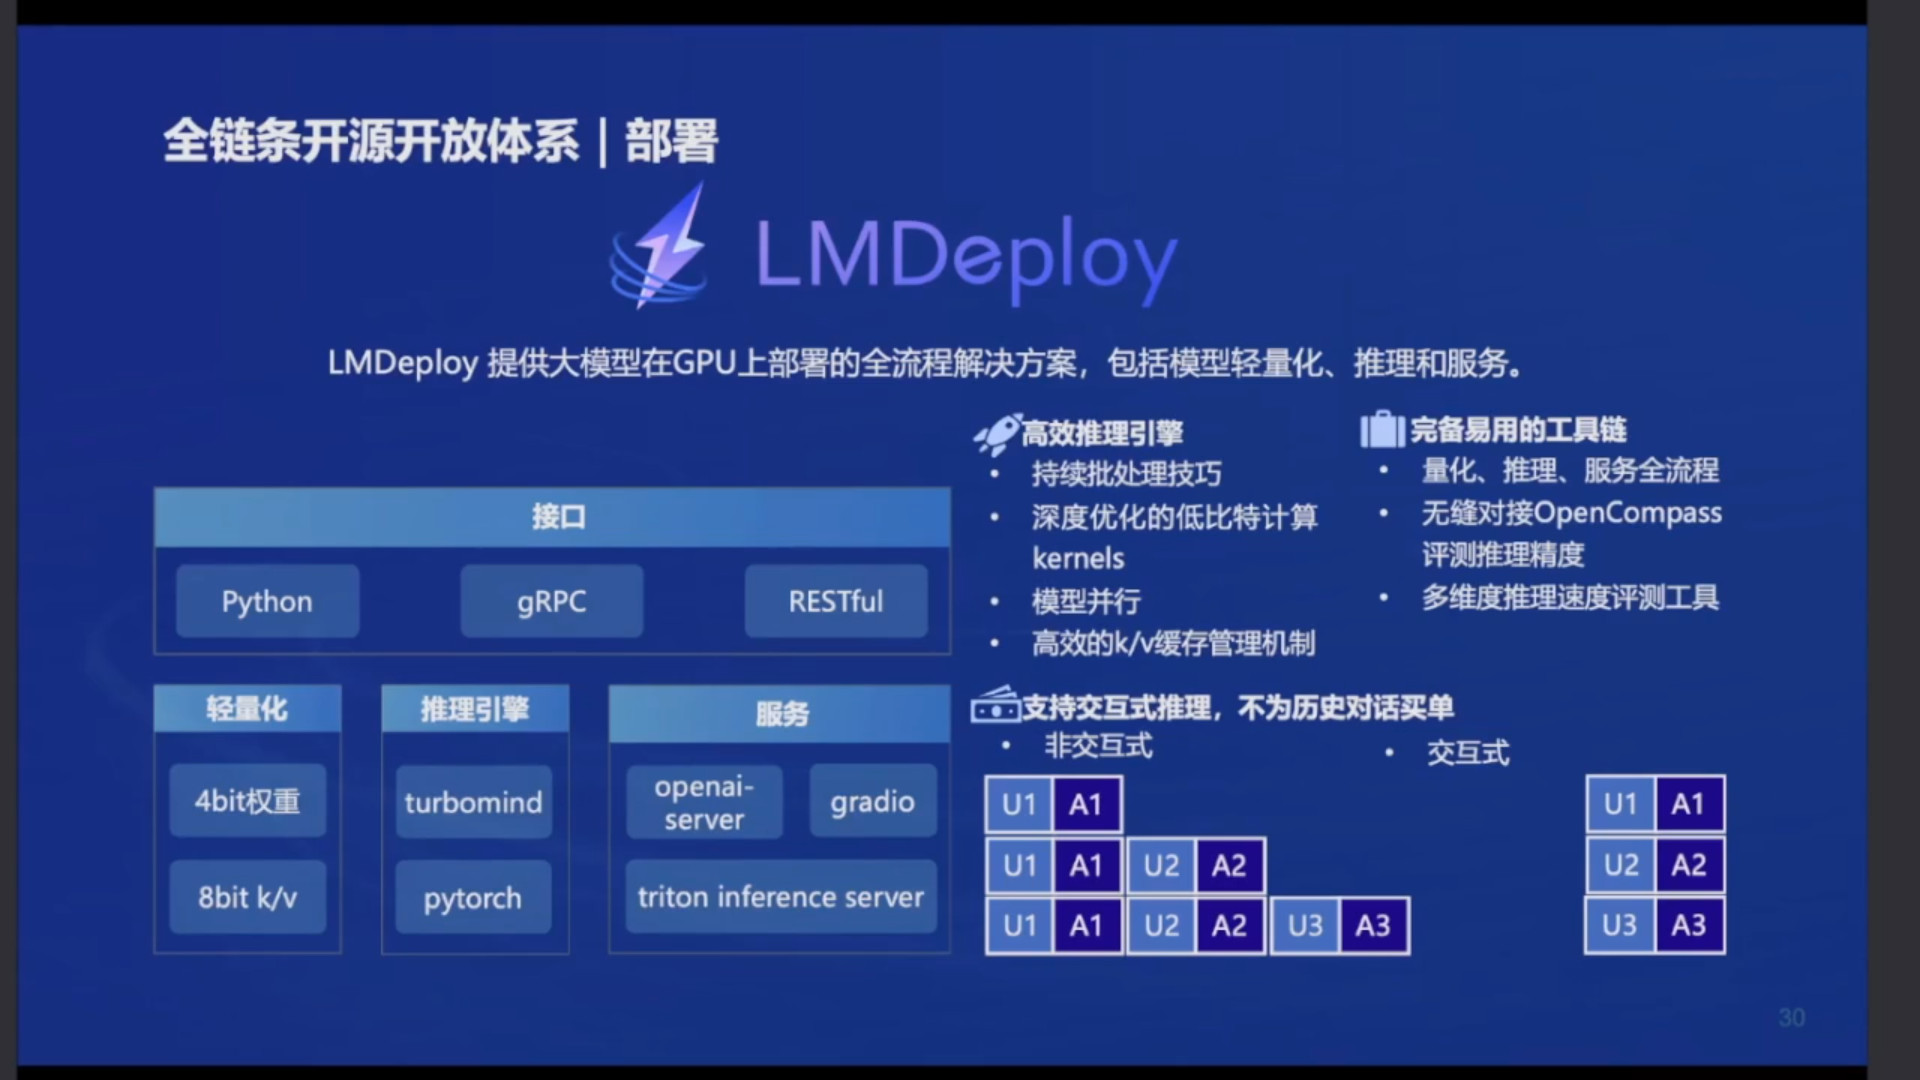 全链条开源开放体系｜部署
LMDeploy
LMDeploy 提供大模型在GPU上部署的全流程解决方案，包括模型轻量化、推理和服务。
接口
Python
gRPC
RESTful
轻量化
4bit权重
8bit k/v
推理引擎
turbomind
pytorch
服务
openai-
server
gradio
triton inference server
高效推理引擎
• 持续批处理技巧
• 深度优化的低比特计算
kernels
• 模型并行
• 高效的k/v缓存管理机制
完备易用的工具链
• 量化、推理、服务全流程
• 无缝对接OpenCompass
评测推理精度
• 多维度推理速度评测工具
支持交互式推理，不为历史对话买单
• 非交互式
U1 A1
U1 A1 U2 A2
U1 A1 U2 A2 U3 A3
• 交互式
U1 A1
U2 A2
U3 A3
30